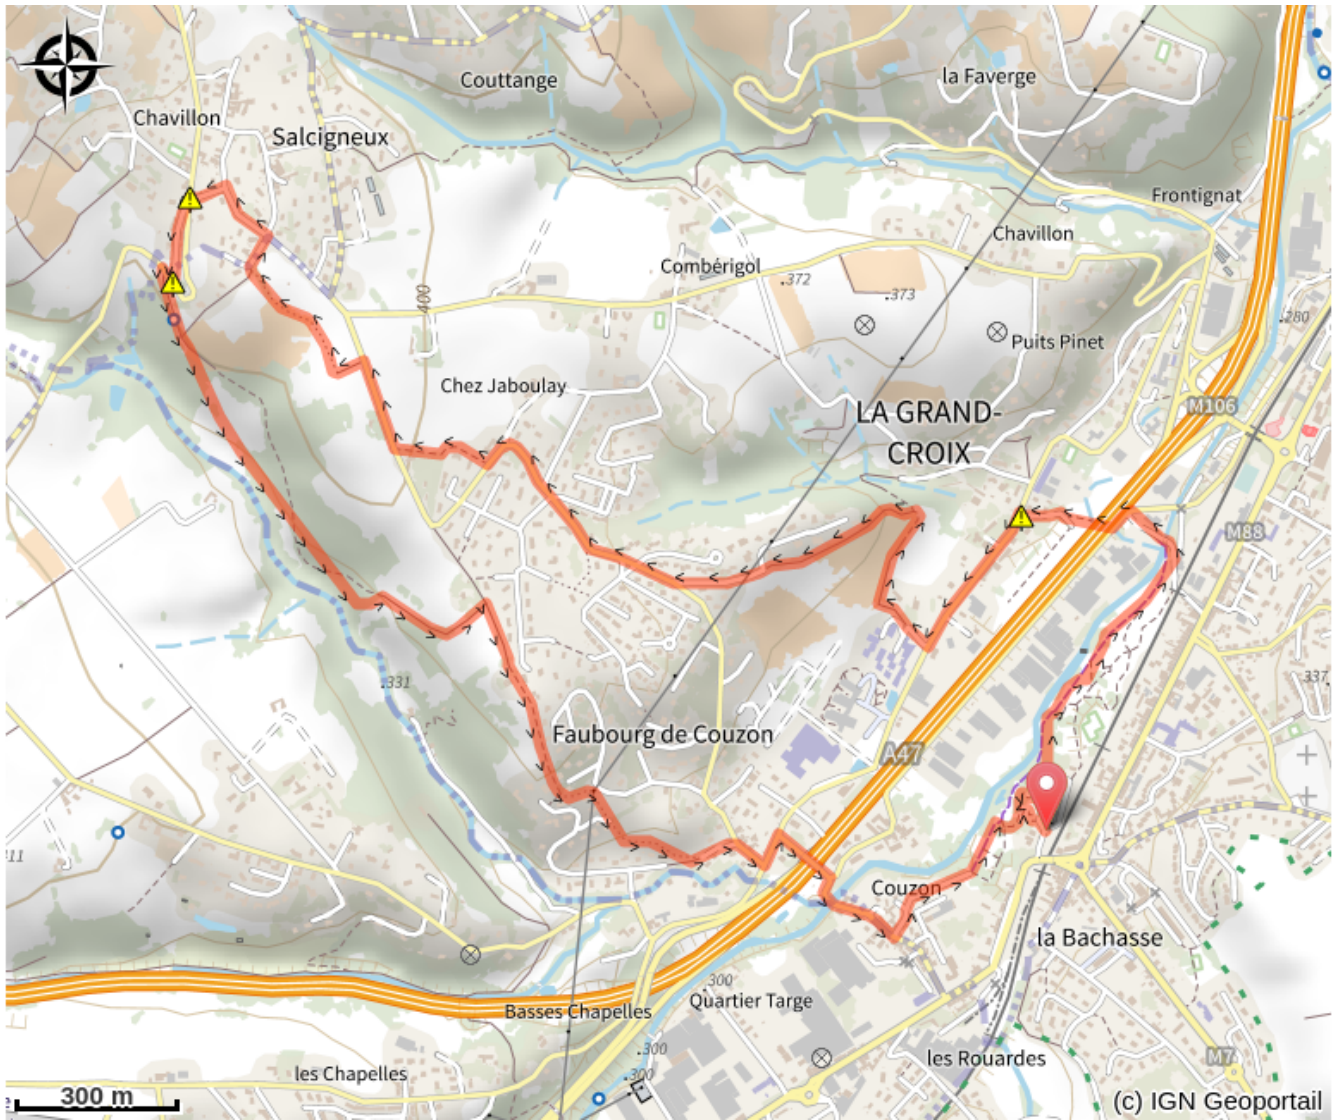 Couttange
la Faverge
Chavillon
Salcigneux
Frontignat
Chavillon
Combérigol
372
373
400
280
Puits Pinet
Chez Jaboulay
LA GRAND-
CROIX
M106
M88
331
337
Faubourg de Couzon
A47
Couzon
la Bachasse
300
Quartier Targe
Basses Chapelles
300
300
les Rouardes
M7
les Chapelles
300 m
(c) IGN Geoportail